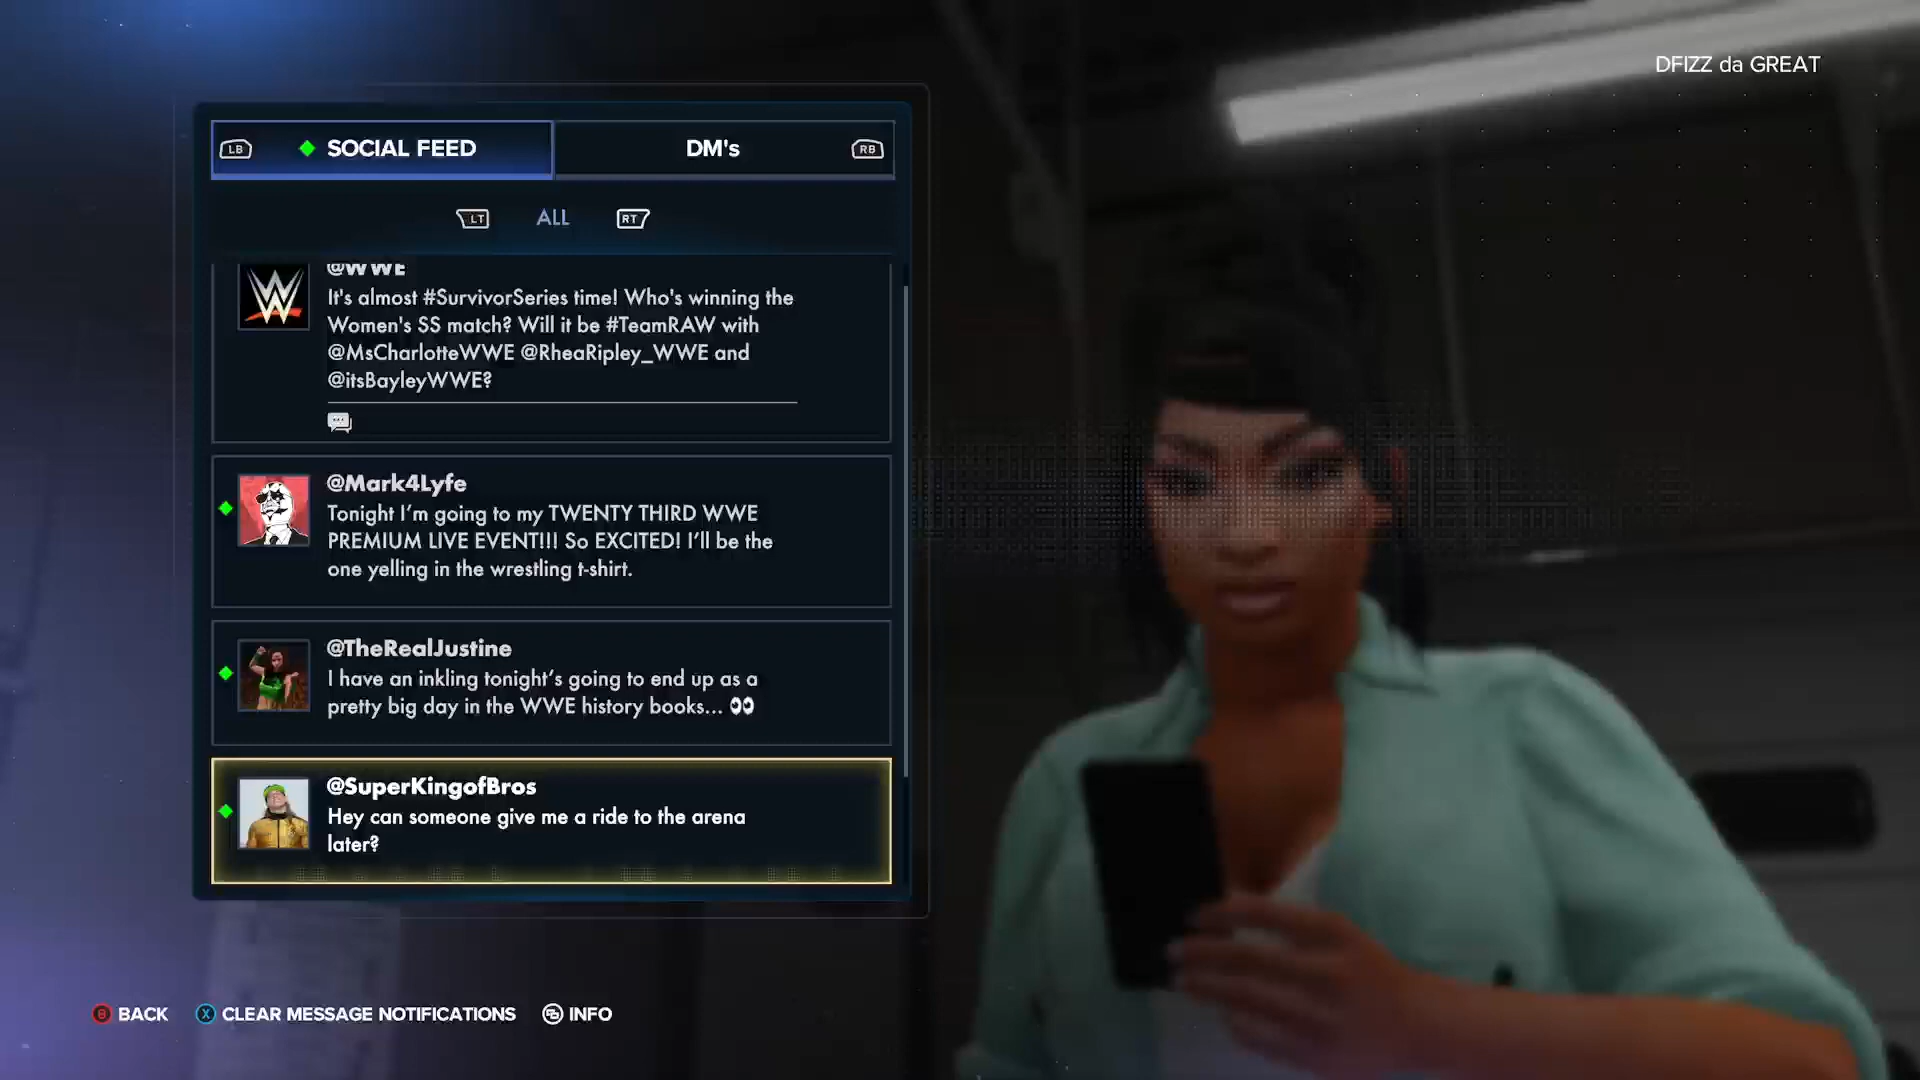 DFIZZ da GREAT
LB SOCIAL FEED DM's RB
LT ALL RT
@WWE
It's almost #SurvivorSeries time! Who's winning the
Women's SS match? Will it be #TeamRAW with
@MsCharlotteWWE @RheaRipley_WWE and
@itsBayleyWWE?
@Mark4Lyfe
Tonight I'm going to my TWENTY THIRD WWE
PREMIUM LIVE EVENT!!! So EXCITED! I'll be the
one yelling in the wrestling t-shirt.
@TheRealJustine
I have an inkling tonight's going to end up as a
pretty big day in the WWE history books... 👀
@SuperKingofBros
Hey can someone give me a ride to the arena
later?
B BACK X CLEAR MESSAGE NOTIFICATIONS INFO